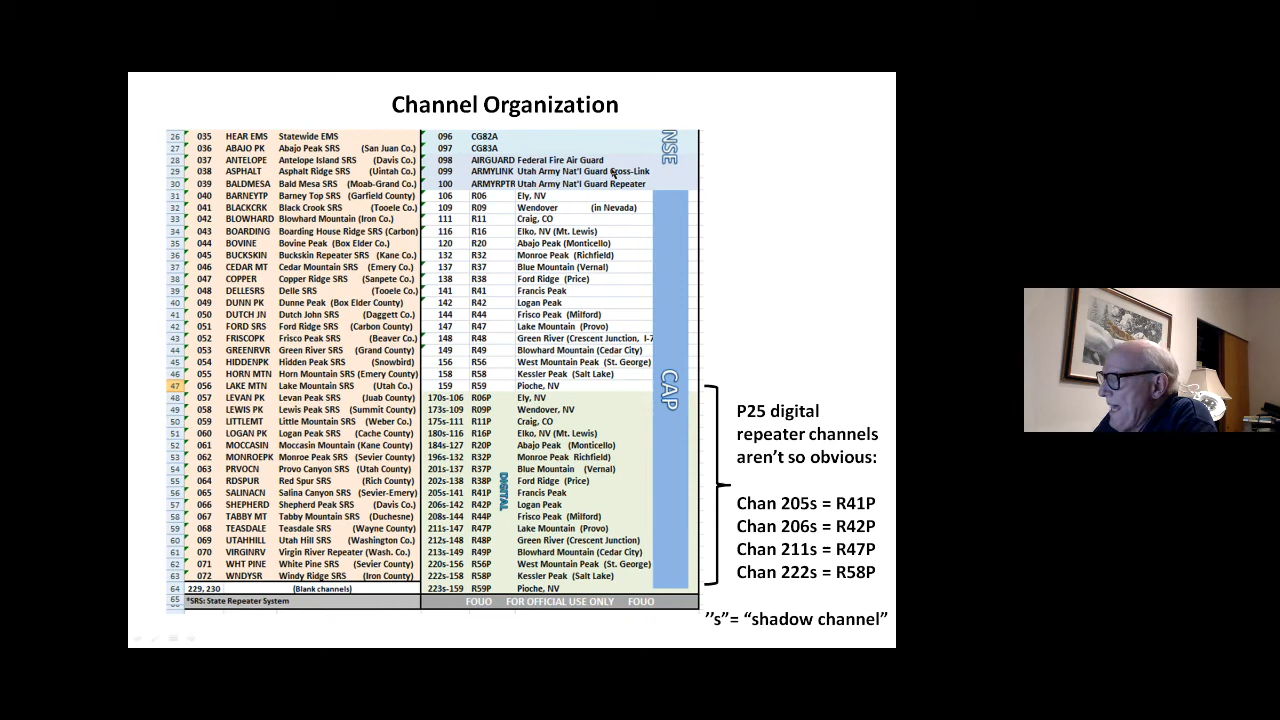 Channel Organization
26 035 HEAR EMS Statewide EMS 096 CG82A
27 036 ABAJO PK Abajo Peak SRS (San Juan Co.) 097 CG83A
28 037 ANTELOPE Antelope Island SRS (Davis Co.) 098 AIRGUARD Federal Fire Air Guard
29 038 ASPHALT Asphalt Ridge SRS (Uintah Co.) 099 ARMYLINK Utah Army Nat'l Guard Cross-Link
30 039 BALDMESA Bald Mesa SRS (Moab-Grand Co.) 100 ARMYRPTR Utah Army Nat'l Guard Repeater
NSE
31 040 BARNEYTP Barney Top SRS (Garfield County) 106 R06 Ely, NV
32 041 BLACKCRK Black Crook SRS (Tooele Co.) 109 R09 Wendover (in Nevada)
33 042 BLOWHARD Blowhard Mountain (Iron Co.) 111 R11 Craig, CO
34 043 BOARDING Boarding House Ridge SRS (Carbon) 116 R16 Elko, NV (Mt. Lewis)
35 044 BOVINE Bovine Peak (Box Elder Co.) 120 R20 Abajo Peak (Monticello)
36 045 BUCKSKIN Buckskin Repeater SRS (Kane Co.) 132 R32 Monroe Peak (Richfield)
37 046 CEDAR MT Cedar Mountain SRS (Emery Co.) 137 R37 Blue Mountain (Vernal)
38 047 COPPER Copper Ridge SRS (Sanpete Co.) 138 R38 Ford Ridge (Price)
39 048 DELLESRS Delle SRS (Tooele Co.) 141 R41 Francis Peak
40 049 DUNN PK Dunne Peak (Box Elder County) 142 R42 Logan Peak
41 050 DUTCH JN Dutch John SRS (Daggett Co.) 144 R44 Frisco Peak (Milford)
42 051 FORD SRS Ford Ridge SRS (Carbon County) 147 R47 Lake Mountain (Provo)
43 052 FRISCOPK Frisco Peak SRS (Beaver Co.) 148 R48 Green River (Crescent Junction, I-7
44 053 GREENRVR Green River SRS (Grand County) 149 R49 Blowhard Mountain (Cedar City)
45 054 HIDDENPK Hidden Peak SRS (Snowbird) 156 R56 West Mountain Peak (St. George)
46 055 HORN MTN Horn Mountain SRS (Emery County) 158 R58 Kessler Peak (Salt Lake)
47 056 LAKE MTN Lake Mountain SRS (Utah Co.) 159 R59 Pioche, NV
CAP
48 057 LEVAN PK Levan Peak SRS (Juab County) 170s-106 R06P Ely, NV
49 058 LEWIS PK Lewis Peak SRS (Summit County) 173s-109 R09P Wendover, NV
50 059 LITTLEMT Little Mountain SRS (Weber Co.) 175s-111 R11P Craig, CO
51 060 LOGAN PK Logan Peak SRS (Cache County) 180s-116 R16P Elko, NV (Mt. Lewis)
52 061 MOCCASIN Moccasin Mountain (Kane County) 184s-127 R20P Abajo Peak (Monticello)
53 062 MONROEPK Monroe Peak SRS (Sevier County) 196s-132 R32P Monroe Peak Richfield)
54 063 PRVOCN Provo Canyon SRS (Utah County) 201s-137 R37P Blue Mountain (Vernal)
55 064 RDSPUR Red Spur SRS (Rich County) 202s-138 R38P Ford Ridge (Price)
56 065 SALINACN Salina Canyon SRS (Sevier-Emery) 205s-141 R41P Francis Peak
57 066 SHEPHERD Shepherd Peak SRS (Davis Co.) 206s-142 R42P Logan Peak
DIGITAL
58 067 TABBY MT Tabby Mountain SRS (Duchesne) 208s-144 R44P Frisco Peak (Milford)
59 068 TEASDALE Teasdale SRS (Wayne County) 211s-147 R47P Lake Mountain (Provo)
60 069 UTAHHILL Utah Hill SRS (Washington Co.) 212s-148 R48P Green River (Crescent Junction)
61 070 VIRGINRV Virgin River Repeater (Wash. Co.) 213s-149 R49P Blowhard Mountain (Cedar City)
62 071 WHT PINE White Pine SRS (Sevier County) 220s-156 R56P West Mountain Peak (St. George)
63 072 WNDYSR Windy Ridge SRS (Iron County) 222s-158 R58P Kessler Peak (Salt Lake)
64 229, 230 (Blank channels) 223s-159 R59P Pioche, NV
65 *SRS: State Repeater System FOUO FOR OFFICIAL USE ONLY FOUO
P25 digital
repeater channels
aren't so obvious:
Chan 205s = R41P
Chan 206s = R42P
Chan 211s = R47P
Chan 222s = R58P
”s”= “shadow channel”